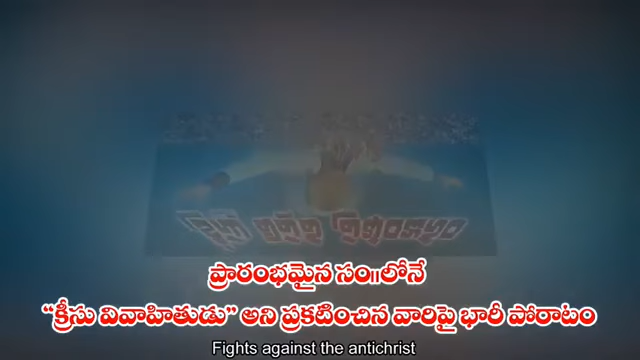 ప్రారంభమైన సం॥లోనే
“క్రీసు వివాహితుడు” అని ప్రకటించిన వారిపై భారీ పోరాటం
Fights against the antichrist